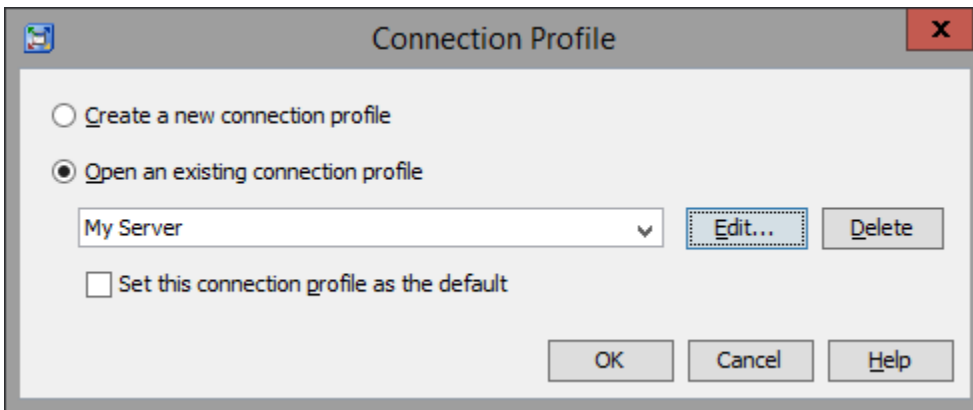 Connection Profile
x
Create a new connection profile
Open an existing connection profile
My Server
Edit...
Delete
Set this connection profile as the default
OK
Cancel
Help